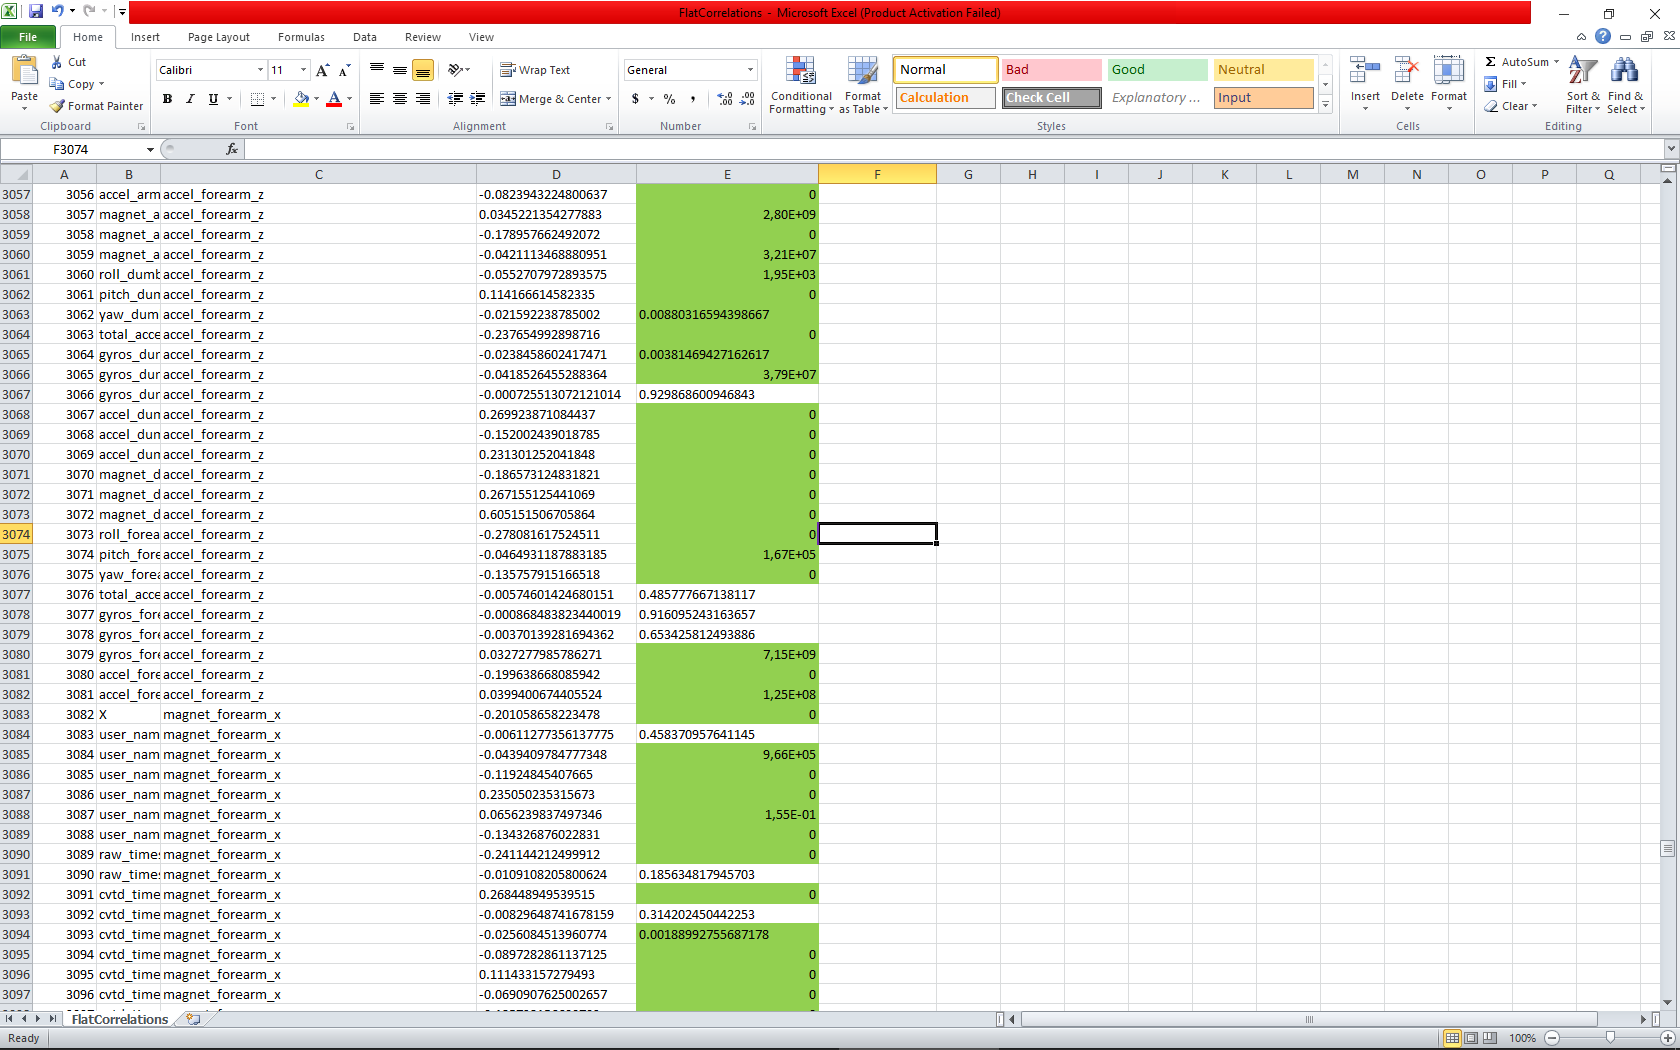 FlatCorrelations - Microsoft Excel (Product Activation Failed)
File Home Insert Page Layout Formulas Data Review View
Paste Cut Copy Format Painter Clipboard
Calibri 11 B I U Font
Wrap Text Merge & Center Alignment
General $ % , Number
Conditional Formatting Format as Table Normal Bad Good Neutral Calculation Check Cell Explanatory ... Input Styles
Insert Delete Format Cells
AutoSum Fill Clear Sort & Filter Find & Select Editing
F3074 fx
A B C D E F G H I J K L M N O P Q
3057 3056 accel_arm accel_forearm_z -0.0823943224800637 0
3058 3057 magnet_a accel_forearm_z 0.0345221354277883 2,80E+09
3059 3058 magnet_a accel_forearm_z -0.178957662492072 0
3060 3059 magnet_a accel_forearm_z -0.0421113468880951 3,21E+07
3061 3060 roll_dumb accel_forearm_z -0.0552707972893575 1,95E+03
3062 3061 pitch_dun accel_forearm_z 0.114166614582335 0
3063 3062 yaw_dum accel_forearm_z -0.021592238785002 0.00880316594398667
3064 3063 total_acce accel_forearm_z -0.237654992898716 0
3065 3064 gyros_dur accel_forearm_z -0.0238458602417471 0.00381469427162617
3066 3065 gyros_dur accel_forearm_z -0.0418526455288364 3,79E+07
3067 3066 gyros_dur accel_forearm_z -0.000725513072121014 0.929868600946843
3068 3067 accel_dun accel_forearm_z 0.269923871084437 0
3069 3068 accel_dun accel_forearm_z -0.152002439018785 0
3070 3069 accel_dun accel_forearm_z 0.231301252041848 0
3071 3070 magnet_d accel_forearm_z -0.186573124831821 0
3072 3071 magnet_d accel_forearm_z 0.267155125441069 0
3073 3072 magnet_d accel_forearm_z 0.605151506705864 0
3074 3073 roll_forea accel_forearm_z -0.278081617524511 0
3075 3074 pitch_fore accel_forearm_z -0.0464931187883185 1,67E+05
3076 3075 yaw_forea accel_forearm_z -0.135757915166518 0
3077 3076 total_acce accel_forearm_z -0.00574601424680151 0.485777667138117
3078 3077 gyros_fore accel_forearm_z -0.000868483823440019 0.916095243163657
3079 3078 gyros_fore accel_forearm_z -0.00370139281694362 0.653425812493886
3080 3079 gyros_fore accel_forearm_z 0.0327277985786271 7,15E+09
3081 3080 accel_fore accel_forearm_z -0.199638668085942 0
3082 3081 accel_fore accel_forearm_z 0.0399400674405524 1,25E+08
3083 3082 X magnet_forearm_x -0.201058658223478 0
3084 3083 user_nam magnet_forearm_x -0.00611277356137775 0.458370957641145
3085 3084 user_nam magnet_forearm_x -0.0439409784777348 9,66E+05
3086 3085 user_nam magnet_forearm_x -0.11924845407665 0
3087 3086 user_nam magnet_forearm_x 0.235050235315673 0
3088 3087 user_nam magnet_forearm_x 0.0656239837497346 1,55E-01
3089 3088 user_nam magnet_forearm_x -0.134326876022831 0
3090 3089 raw_time magnet_forearm_x -0.241144212499912 0
3091 3090 raw_time magnet_forearm_x -0.0109108205800624 0.185634817945703
3092 3091 cvtd_time magnet_forearm_x 0.268448949539515 0
3093 3092 cvtd_time magnet_forearm_x -0.00829648741678159 0.314202450442253
3094 3093 cvtd_time magnet_forearm_x -0.0256084513960774 0.00188992755687178
3095 3094 cvtd_time magnet_forearm_x -0.0897282861137125 0
3096 3095 cvtd_time magnet_forearm_x 0.111433157279493 0
3097 3096 cvtd_time magnet_forearm_x -0.0690907625002657 0
FlatCorrelations
Ready 100%